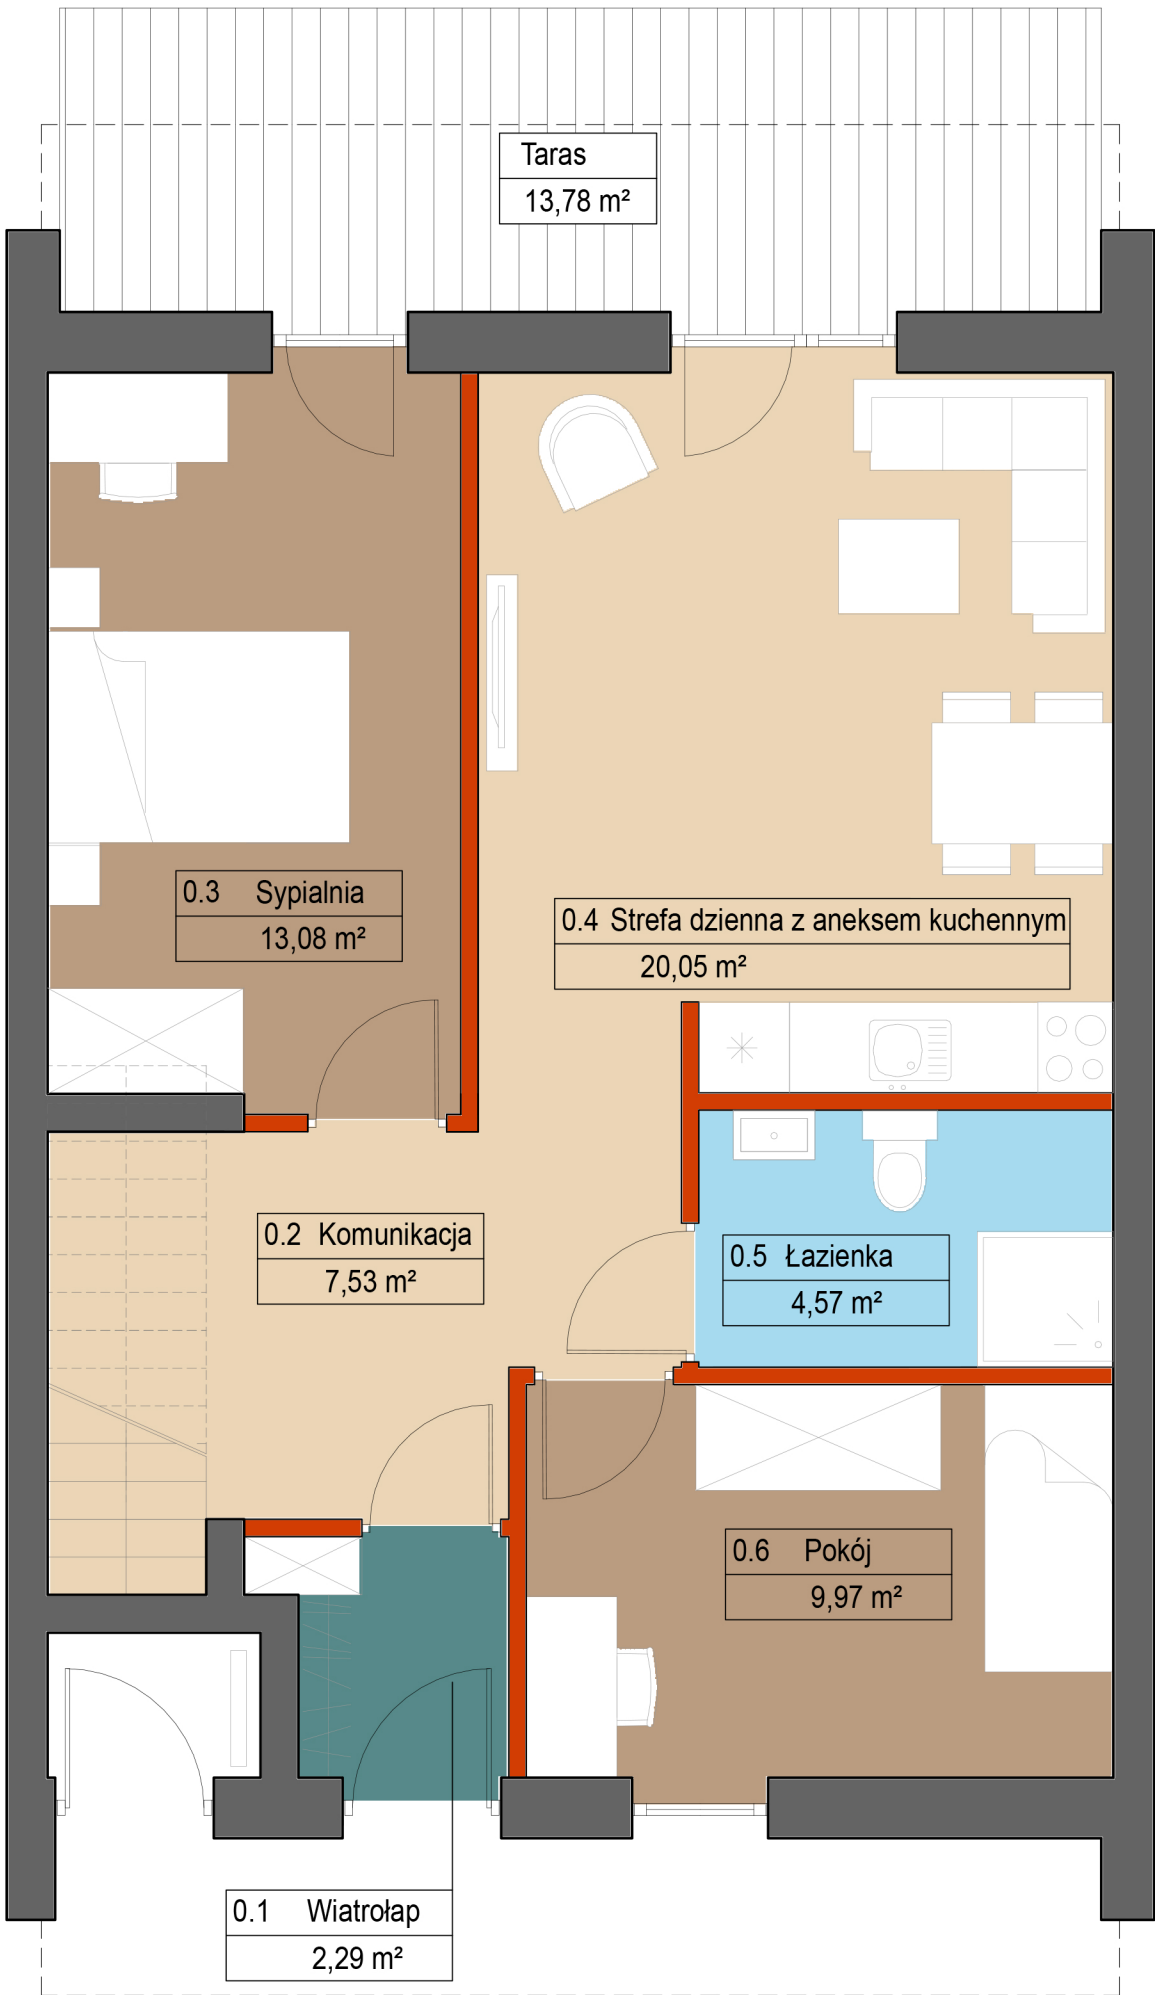 Taras
13,78 m²
0.3 Sypialnia
13,08 m²
0.4 Strefa dzienna z aneksem kuchennym
20,05 m²
0.2 Komunikacja
7,53 m²
0.5 Łazienka
4,57 m²
0.6 Pokój
9,97 m²
0.1 Wiatrołap
2,29 m²